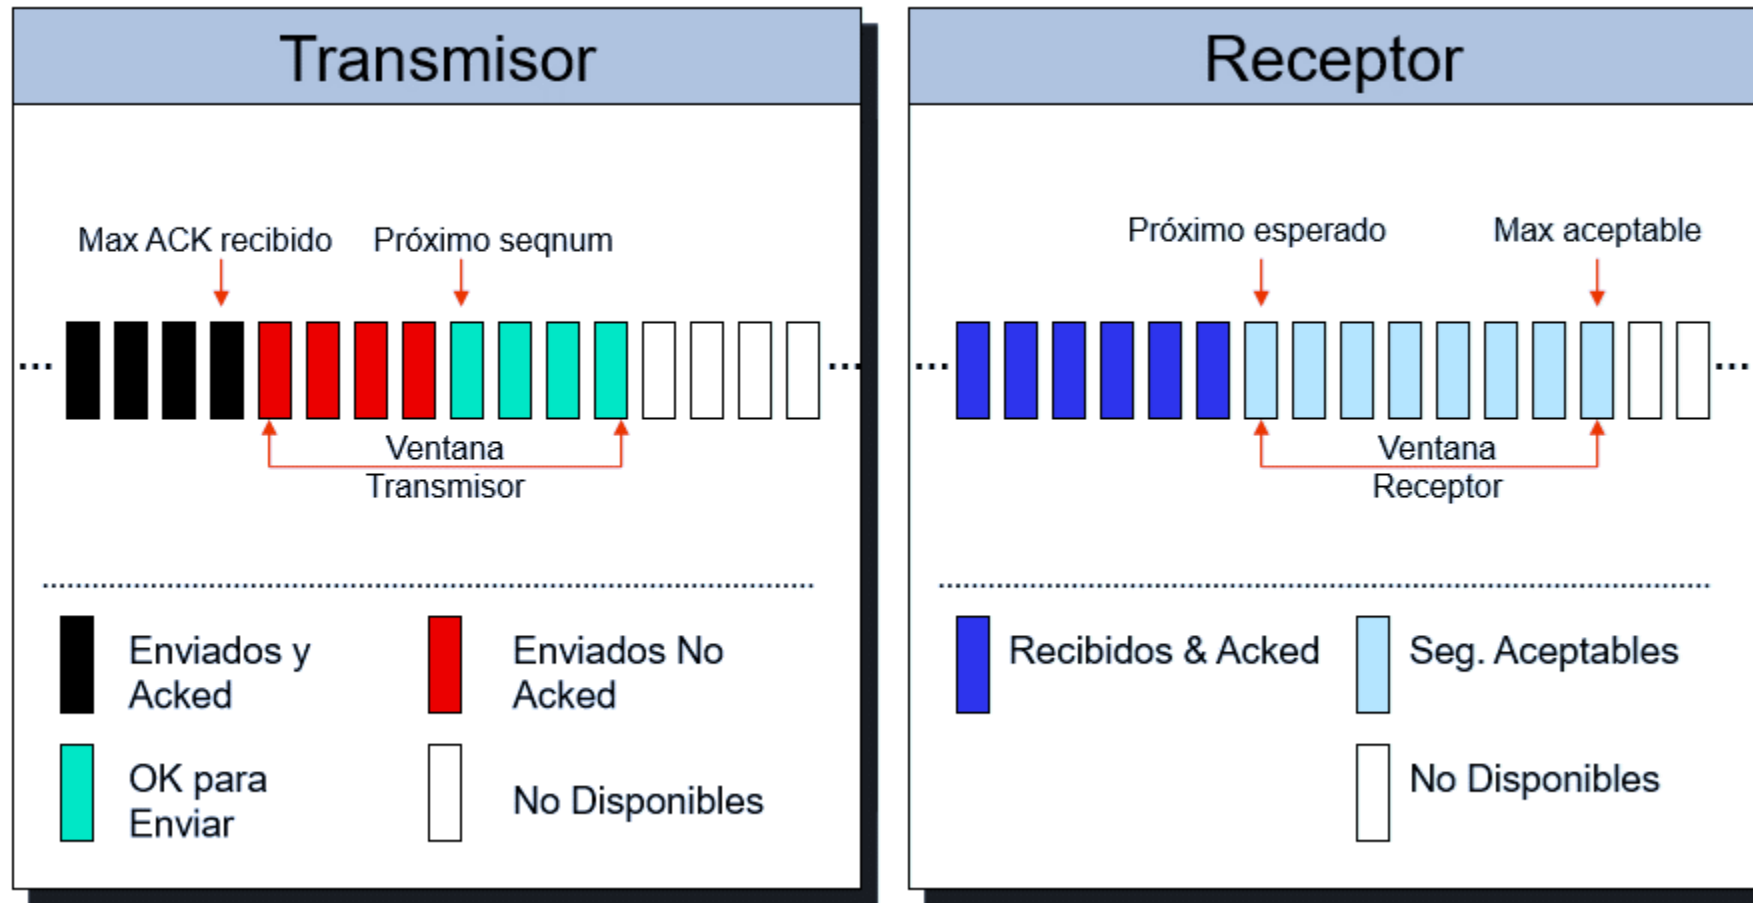 Transmisor
Max ACK recibido
Próximo seqnum
...
...
Ventana
Transmisor
Enviados y
Acked
Enviados No
Acked
OK para
Enviar
No Disponibles
Receptor
Próximo esperado
Max aceptable
...
...
Ventana
Receptor
Recibidos & Acked
Seg. Aceptables
No Disponibles